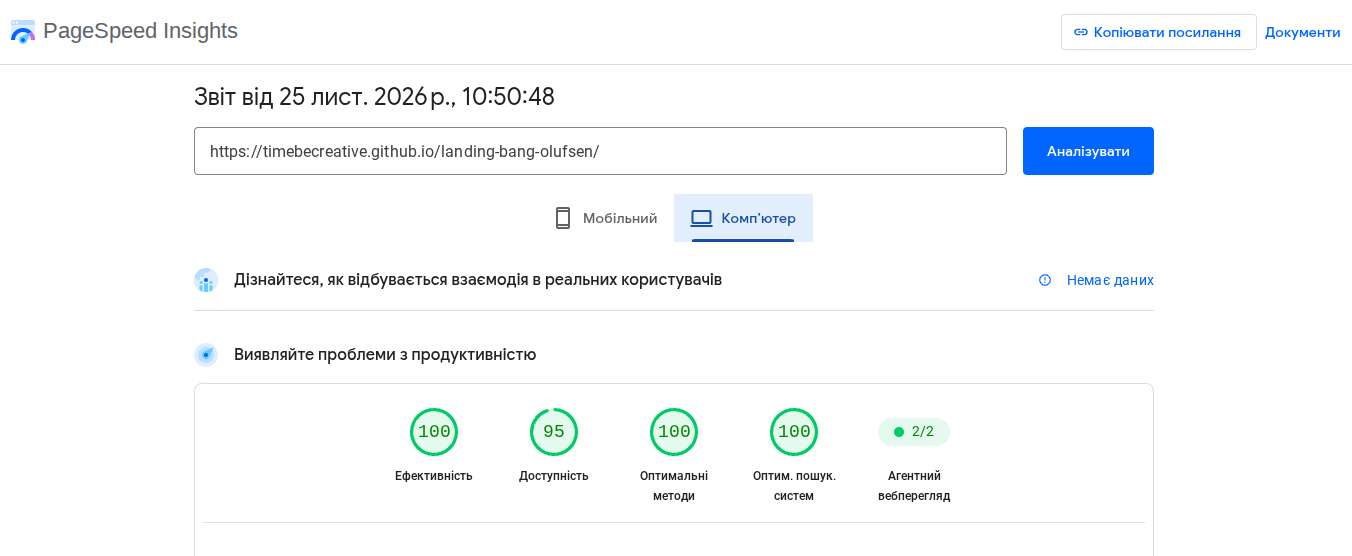 PageSpeed Insights
Копіювати посилання
Документи
Звіт від 25 лист. 2026 р., 10:50:48
https://timebecreative.github.io/landing-bang-olufsen/
Аналізувати
Мобільний
Комп'ютер
Дізнайтеся, як відбувається взаємодія в реальних користувачів
Немає даних
Виявляйте проблеми з продуктивністю
100
95
100
100
2/2
Ефективність
Доступність
Оптимальні
методи
Оптим. пошук.
систем
Агентний
вебперегляд